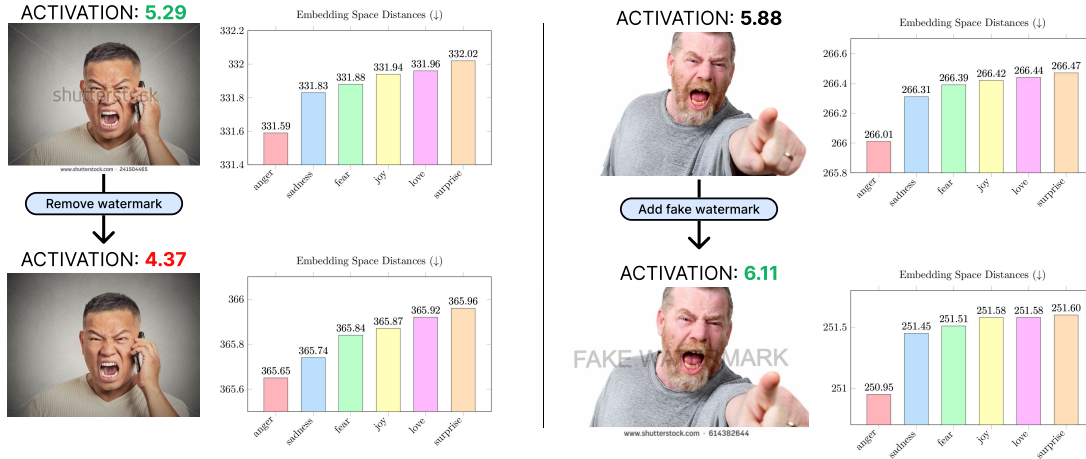 ACTIVATION: 5.29
shutterstock
www.shutterstock.com · 241504465
Embedding Space Distances (↓)
332.2
332
331.8
331.6
331.4
331.59
331.83
331.88
331.94
331.96
332.02
anger
sadness
fear
joy
love
surprise
Remove watermark
ACTIVATION: 4.37
Embedding Space Distances (↓)
366
365.8
365.6
365.65
365.74
365.84
365.87
365.92
365.96
anger
sadness
fear
joy
love
surprise
ACTIVATION: 5.88
Embedding Space Distances (↓)
266.6
266.4
266.2
266
265.8
266.01
266.31
266.39
266.42
266.44
266.47
anger
sadness
fear
joy
love
surprise
Add fake watermark
ACTIVATION: 6.11
FAKE WATERMARK
www.shutterstock.com · 614382644
Embedding Space Distances (↓)
251.5
251
250.95
251.45
251.51
251.58
251.58
251.60
anger
sadness
fear
joy
love
surprise